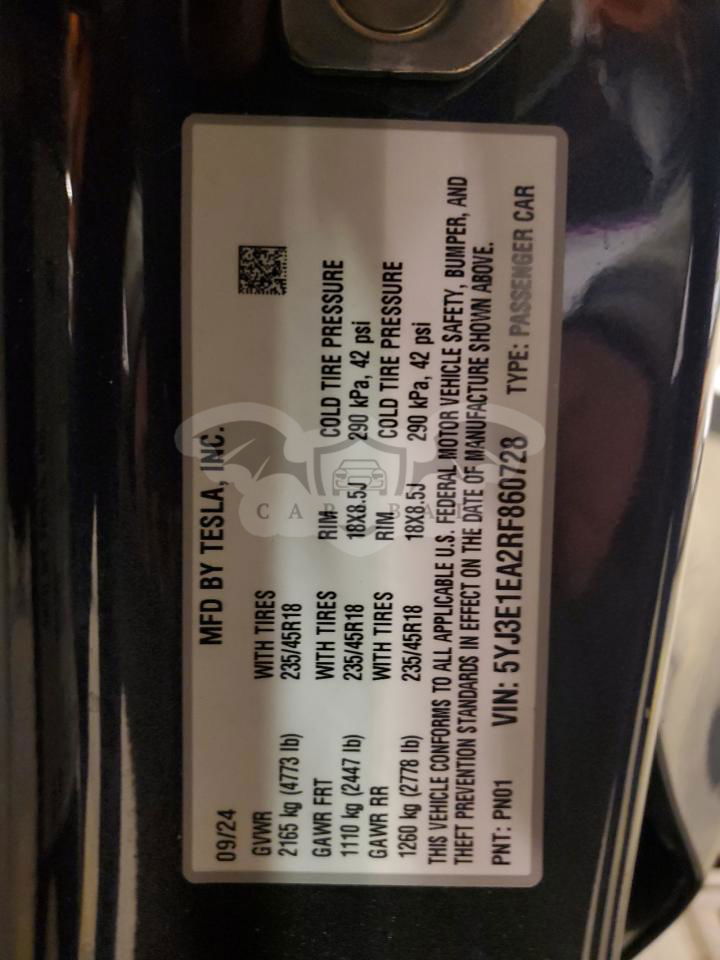 MFD BY TESLA, INC.
09/24
GVWR WITH TIRES
2165 kg (4773 lb) 235/45R18
GAWR FRT WITH TIRES RIM COLD TIRE PRESSURE
1110 kg (2447 lb) 235/45R18 18X8.5J 290 kPa, 42 psi
GAWR RR WITH TIRES RIM COLD TIRE PRESSURE
1260 kg (2778 lb) 235/45R18 18X8.5J 290 kPa, 42 psi
THIS VEHICLE CONFORMS TO ALL APPLICABLE U.S. FEDERAL MOTOR VEHICLE SAFETY, BUMPER, AND
THEFT PREVENTION STANDARDS IN EFFECT ON THE DATE OF MANUFACTURE SHOWN ABOVE.
PNT: PN01 VIN: 5YJ3E1EA2RF860728 TYPE: PASSENGER CAR